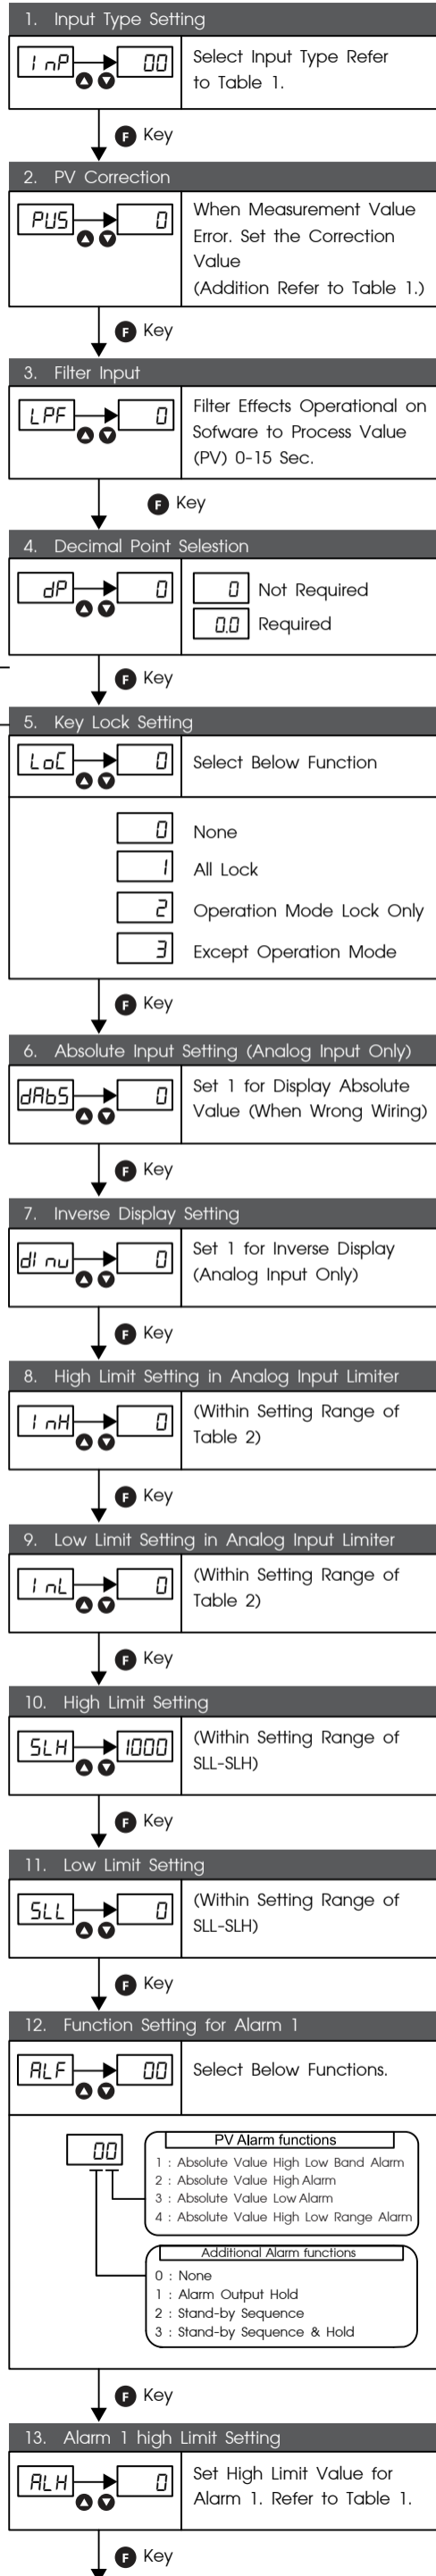 1. Input Type Setting
InP
00
Select Input Type Refer
to Table 1.
F Key
2. PV Correction
PUS
0
When Measurement Value
Error. Set the Correction
Value
(Addition Refer to Table 1.)
F Key
3. Filter Input
LPF
0
Filter Effects Operational on
Sofware to Process Value
(PV) 0-15 Sec.
F Key
4. Decimal Point Selestion
dP
0
0 Not Required
0.0 Required
F Key
5. Key Lock Setting
LoC
0
Select Below Function
0 None
1 All Lock
2 Operation Mode Lock Only
3 Except Operation Mode
F Key
6. Absolute Input Setting (Analog Input Only)
dAbS
0
Set 1 for Display Absolute
Value (When Wrong Wiring)
F Key
7. Inverse Display Setting
dInu
0
Set 1 for Inverse Display
(Analog Input Only)
F Key
8. High Limit Setting in Analog Input Limiter
InH
0
(Within Setting Range of
Table 2)
F Key
9. Low Limit Setting in Analog Input Limiter
InL
0
(Within Setting Range of
Table 2)
F Key
10. High Limit Setting
SLH
1000
(Within Setting Range of
SLL-SLH)
F Key
11. Low Limit Setting
SLL
0
(Within Setting Range of
SLL-SLH)
F Key
12. Function Setting for Alarm 1
ALF
00
Select Below Functions.
00
PV Alarm functions
1 : Absolute Value High Low Band Alarm
2 : Absolute Value High Alarm
3 : Absolute Value Low Alarm
4 : Absolute Value High Low Range Alarm
Additional Alarm functions
0 : None
1 : Alarm Output Hold
2 : Stand-by Sequence
3 : Stand-by Sequence & Hold
F Key
13. Alarm 1 high Limit Setting
ALH
0
Set High Limit Value for
Alarm 1. Refer to Table 1.
F Key